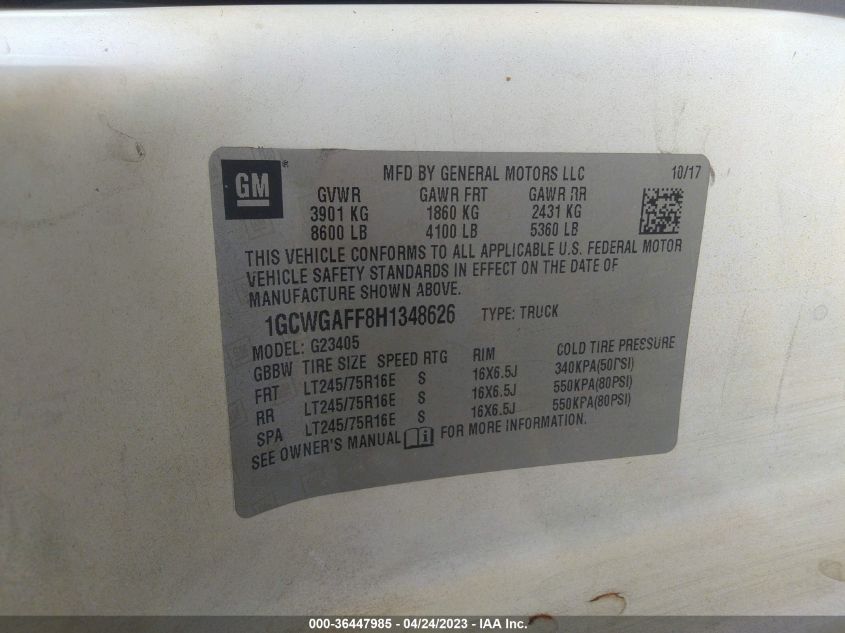 GM® MFD BY GENERAL MOTORS LLC 10/17
GVWR GAWR FRT GAWR RR
3901 KG 1860 KG 2431 KG
8600 LB 4100 LB 5360 LB
THIS VEHICLE CONFORMS TO ALL APPLICABLE U.S. FEDERAL MOTOR
VEHICLE SAFETY STANDARDS IN EFFECT ON THE DATE OF
MANUFACTURE SHOWN ABOVE.
1GCWGAFF8H1348626 TYPE: TRUCK
MODEL: G23405
GBBW TIRE SIZE SPEED RTG RIM COLD TIRE PRESSURE
FRT LT245/75R16E S 16X6.5J 340KPA(50PSI)
RR LT245/75R16E S 16X6.5J 550KPA(80PSI)
SPA LT245/75R16E S 16X6.5J 550KPA(80PSI)
SEE OWNER'S MANUAL i FOR MORE INFORMATION.
000-36447985 - 04/24/2023 - IAA Inc.